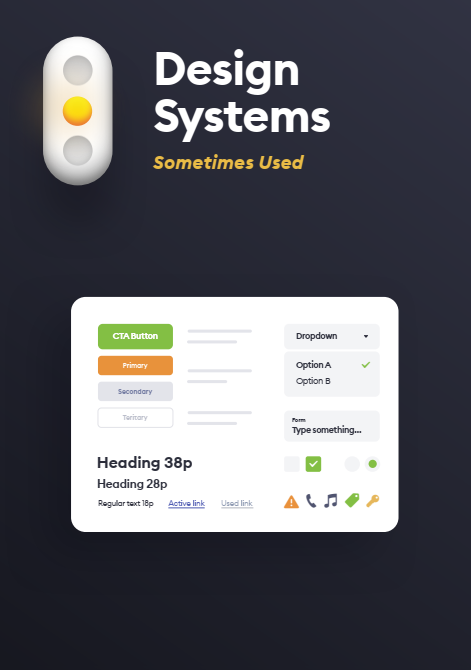 Design
Systems
Sometimes Used
CTA Button
Primary
Secondary
Tericary
Dropdown
Option A
Option B
Form
Type something...
Heading 38p
Heading 28p
Regular text 18p Active link Used link